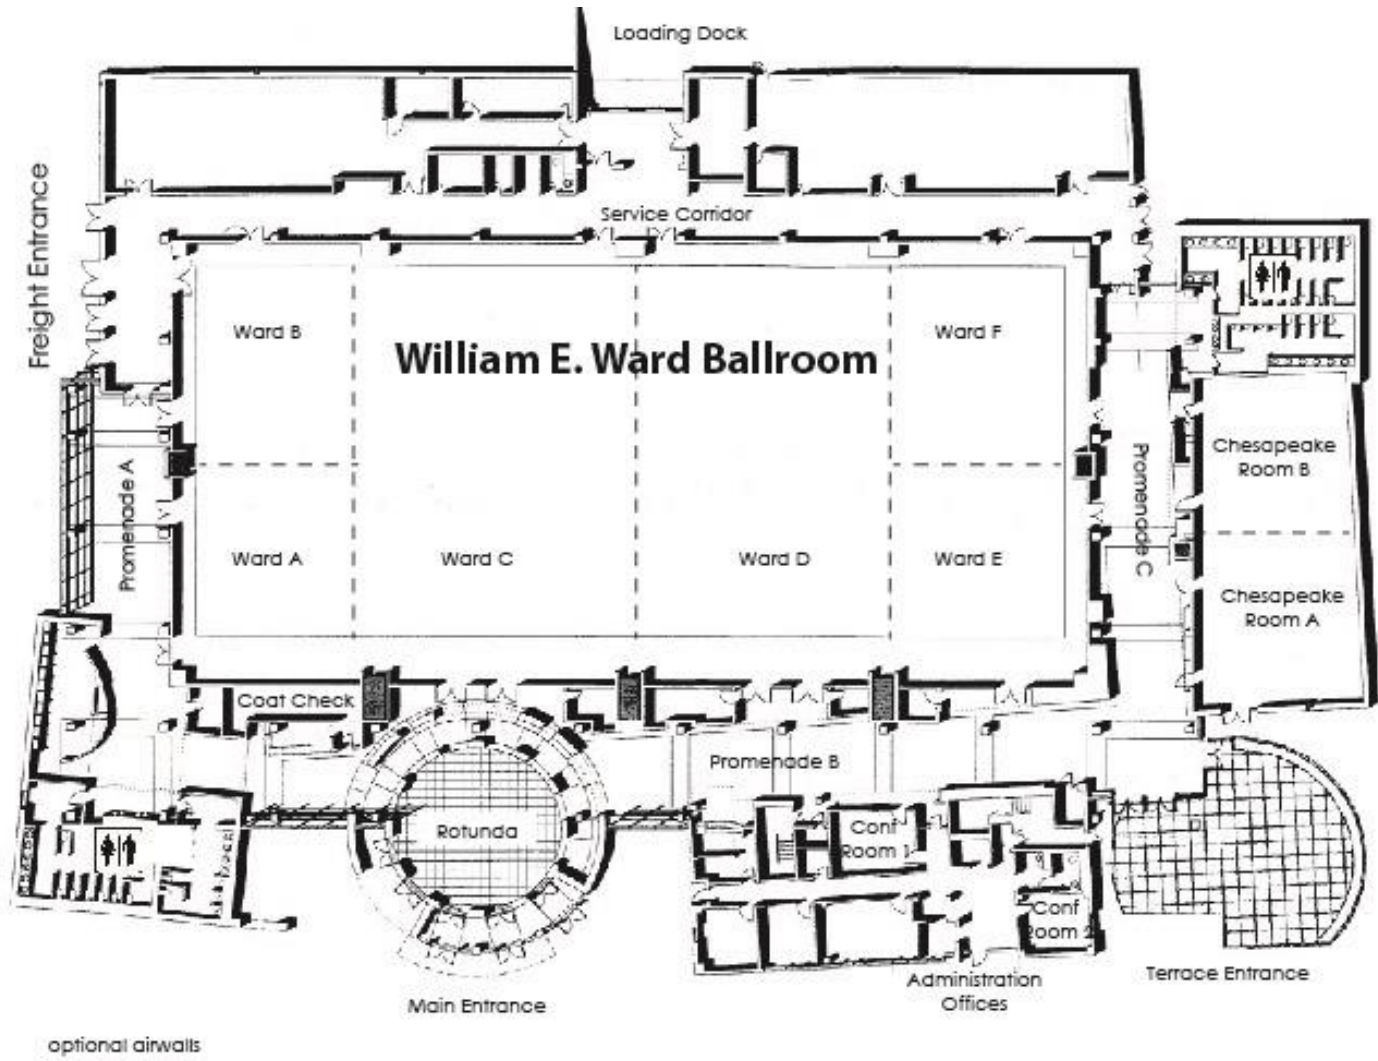 Loading Dock
Freight Entrance
Service Corridor
Ward B
William E. Ward Ballroom
Ward F
Promenade A
Promenade C
Chesapeake
Room B
Ward A
Ward C
Ward D
Ward E
Chesapeake
Room A
Coat Check
Promenade B
Rotunda
Conf
Room 1
Conf
Room 2
Administration
Offices
Terrace Entrance
Main Entrance
optional airwalls